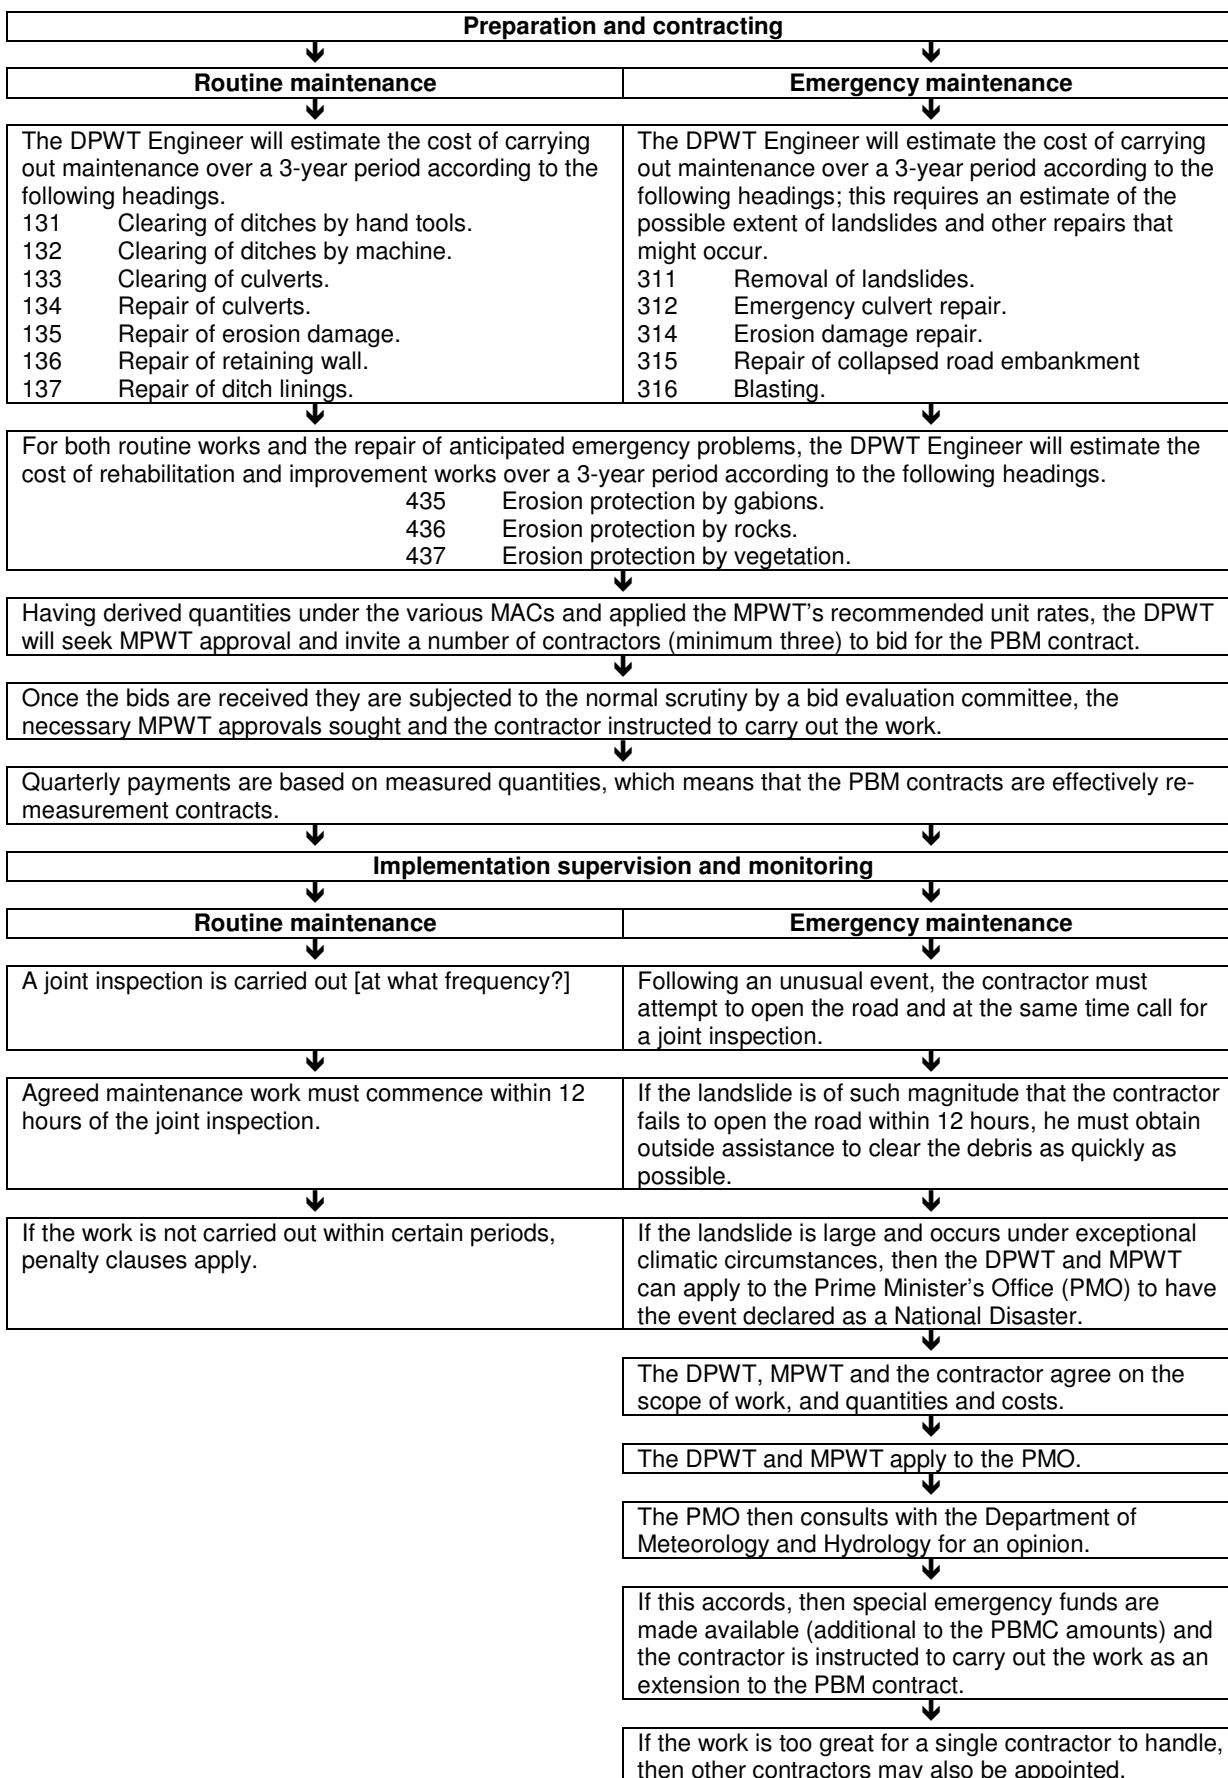 Preparation and contracting
Routine maintenance
Emergency maintenance
The DPWT Engineer will estimate the cost of carrying
out maintenance over a 3-year period according to the
following headings.
131 Clearing of ditches by hand tools.
132 Clearing of ditches by machine.
133 Clearing of culverts.
134 Repair of culverts.
135 Repair of erosion damage.
136 Repair of retaining wall.
137 Repair of ditch linings.
The DPWT Engineer will estimate the cost of carrying
out maintenance over a 3-year period according to the
following headings; this requires an estimate of the
possible extent of landslides and other repairs that
might occur.
311 Removal of landslides.
312 Emergency culvert repair.
314 Erosion damage repair.
315 Repair of collapsed road embankment
316 Blasting.
For both routine works and the repair of anticipated emergency problems, the DPWT Engineer will estimate the
cost of rehabilitation and improvement works over a 3-year period according to the following headings.
435 Erosion protection by gabions.
436 Erosion protection by rocks.
437 Erosion protection by vegetation.
Having derived quantities under the various MACs and applied the MPWT's recommended unit rates, the DPWT
will seek MPWT approval and invite a number of contractors (minimum three) to bid for the PBM contract.
Once the bids are received they are subjected to the normal scrutiny by a bid evaluation committee, the
necessary MPWT approvals sought and the contractor instructed to carry out the work.
Quarterly payments are based on measured quantities, which means that the PBM contracts are effectively re-
measurement contracts.
Implementation supervision and monitoring
Routine maintenance
Emergency maintenance
A joint inspection is carried out [at what frequency?]
Following an unusual event, the contractor must
attempt to open the road and at the same time call for
a joint inspection.
Agreed maintenance work must commence within 12
hours of the joint inspection.
If the landslide is of such magnitude that the contractor
fails to open the road within 12 hours, he must obtain
outside assistance to clear the debris as quickly as
possible.
If the work is not carried out within certain periods,
penalty clauses apply.
If the landslide is large and occurs under exceptional
climatic circumstances, then the DPWT and MPWT
can apply to the Prime Minister's Office (PMO) to have
the event declared as a National Disaster.
The DPWT, MPWT and the contractor agree on the
scope of work, and quantities and costs.
The DPWT and MPWT apply to the PMO.
The PMO then consults with the Department of
Meteorology and Hydrology for an opinion.
If this accords, then special emergency funds are
made available (additional to the PBMC amounts) and
the contractor is instructed to carry out the work as an
extension to the PBM contract.
If the work is too great for a single contractor to handle,
then other contractors may also be appointed.